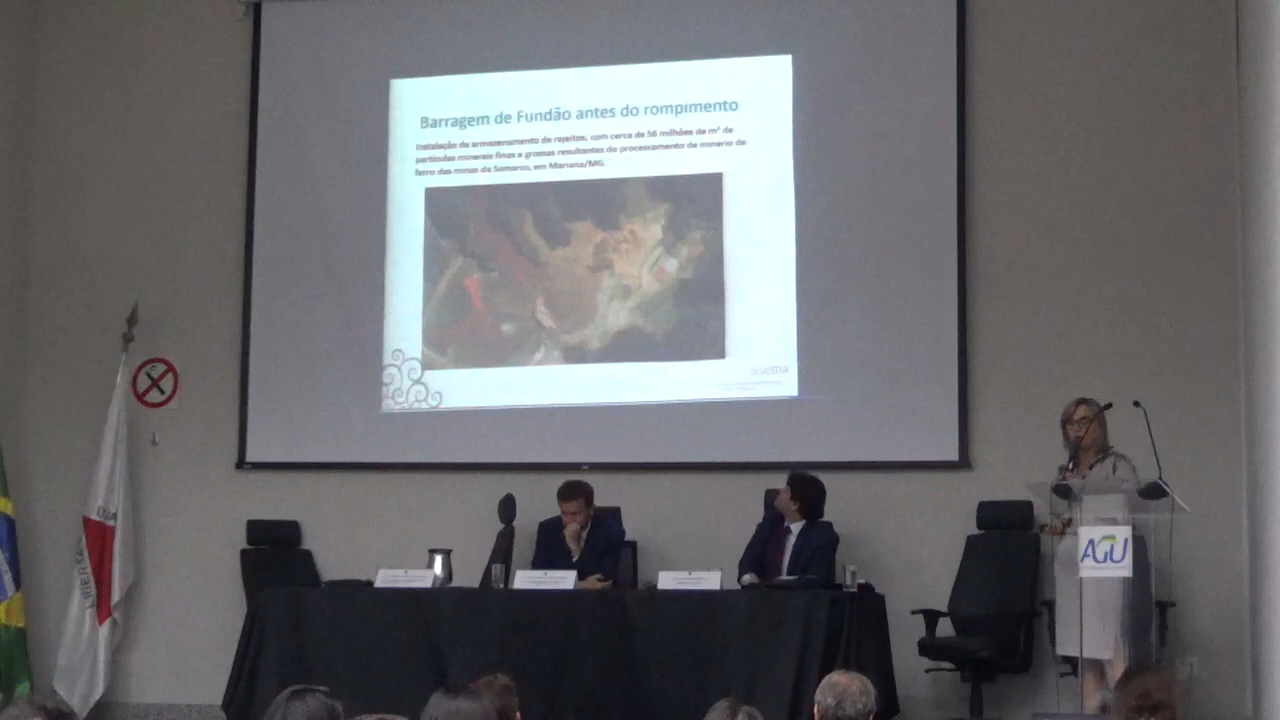 Barragem de Fundão antes do rompimento
Instalação de armazenamento de rejeitos, com cerca de 56 milhões de m³ de
partículas minerais finas e grossas resultantes do processamento de minério de
ferro das minas da Samarco, em Mariana/MG.
AGU